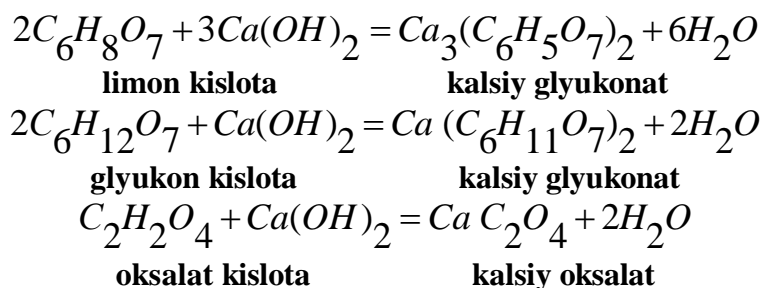 2C₆H₈O₇ + 3Ca(OH)₂ = Ca₃(C₆H₅O₇)₂ + 6H₂O
limon kislota kalsiy glyukonat
2C₆H₁₂O₇ + Ca(OH)₂ = Ca (C₆H₁₁O₇)₂ + 2H₂O
glyukon kislota kalsiy glyukonat
C₂H₂O₄ + Ca(OH)₂ = Ca C₂O₄ + 2H₂O
oksalat kislota kalsiy oksalat